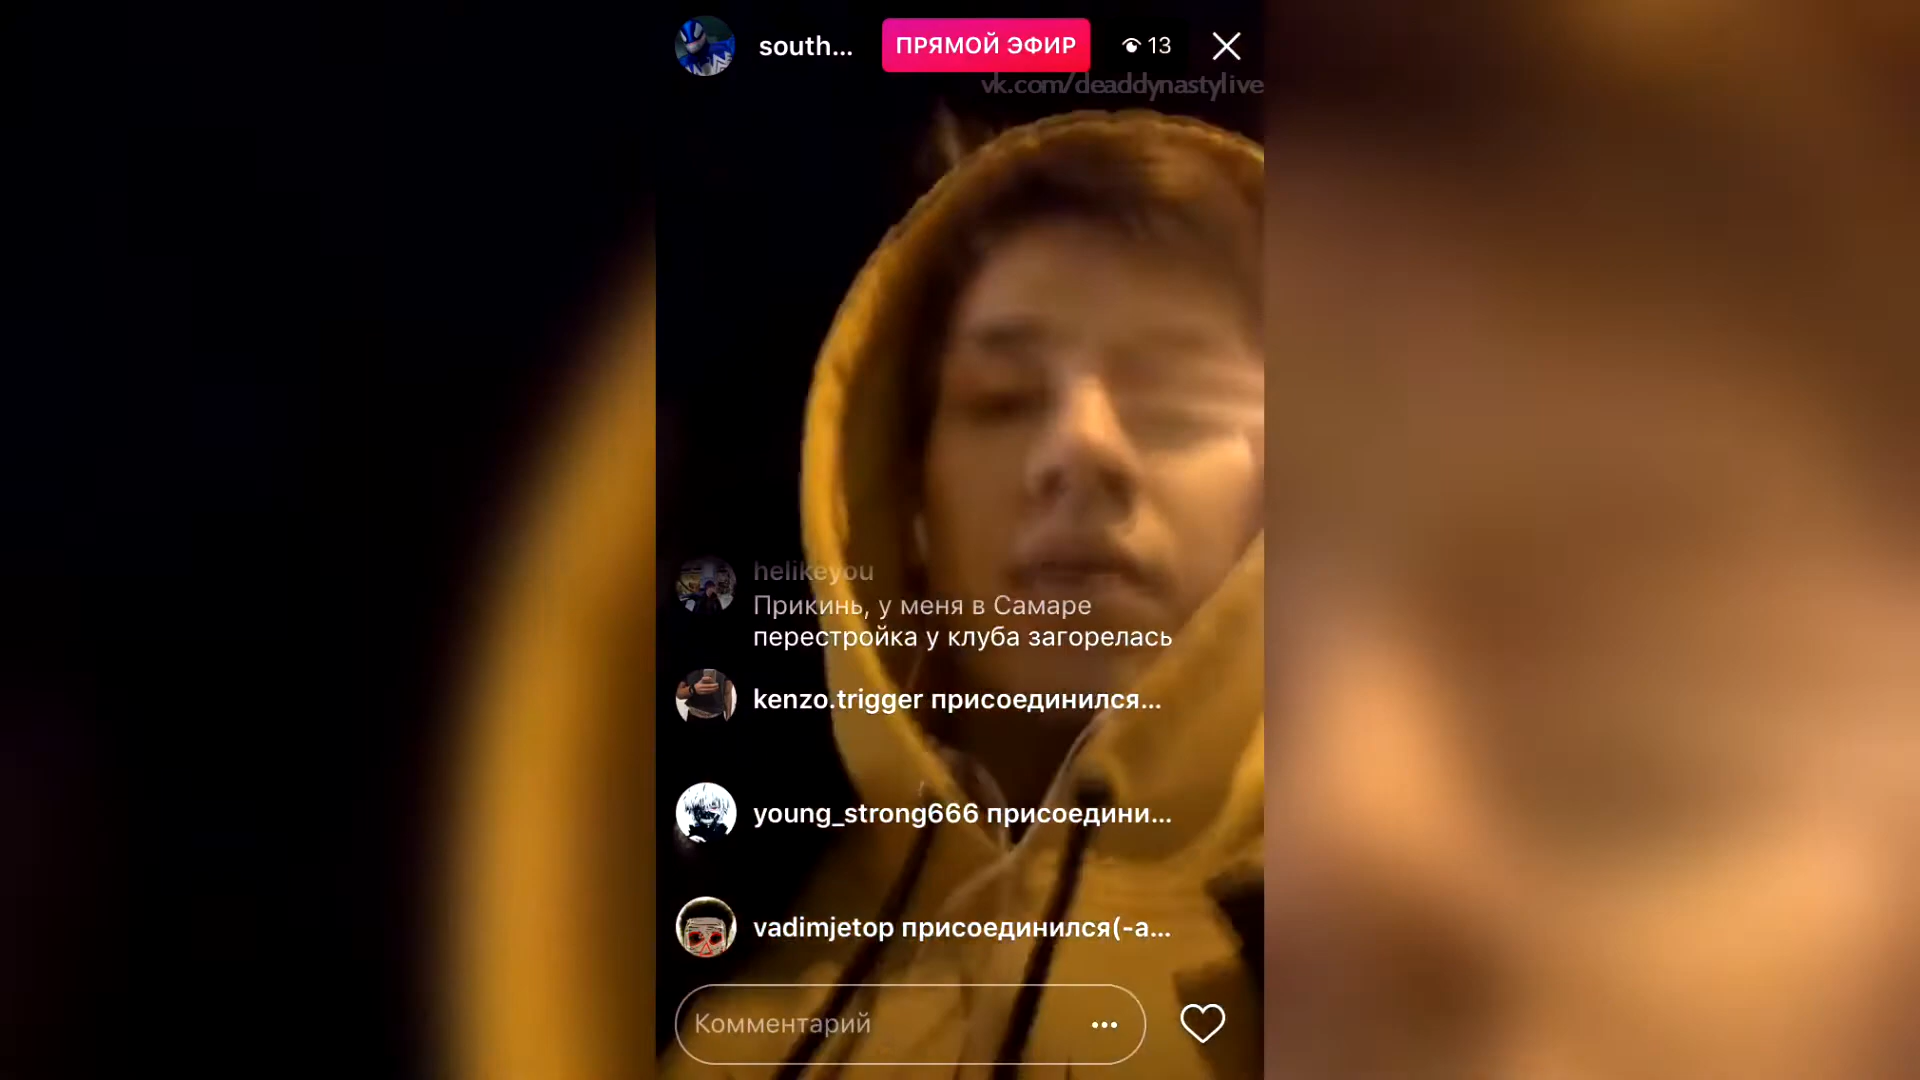 south...
ПРЯМОЙ ЭФИР
13
vk.com/deaddynastylive
helikeyou
Прикинь, у меня в Самаре
перестройка у клуба загорелась
kenzo.trigger присоединился...
young_strong666 присоедини...
vadimjetop присоединился(-а...
Комментарий